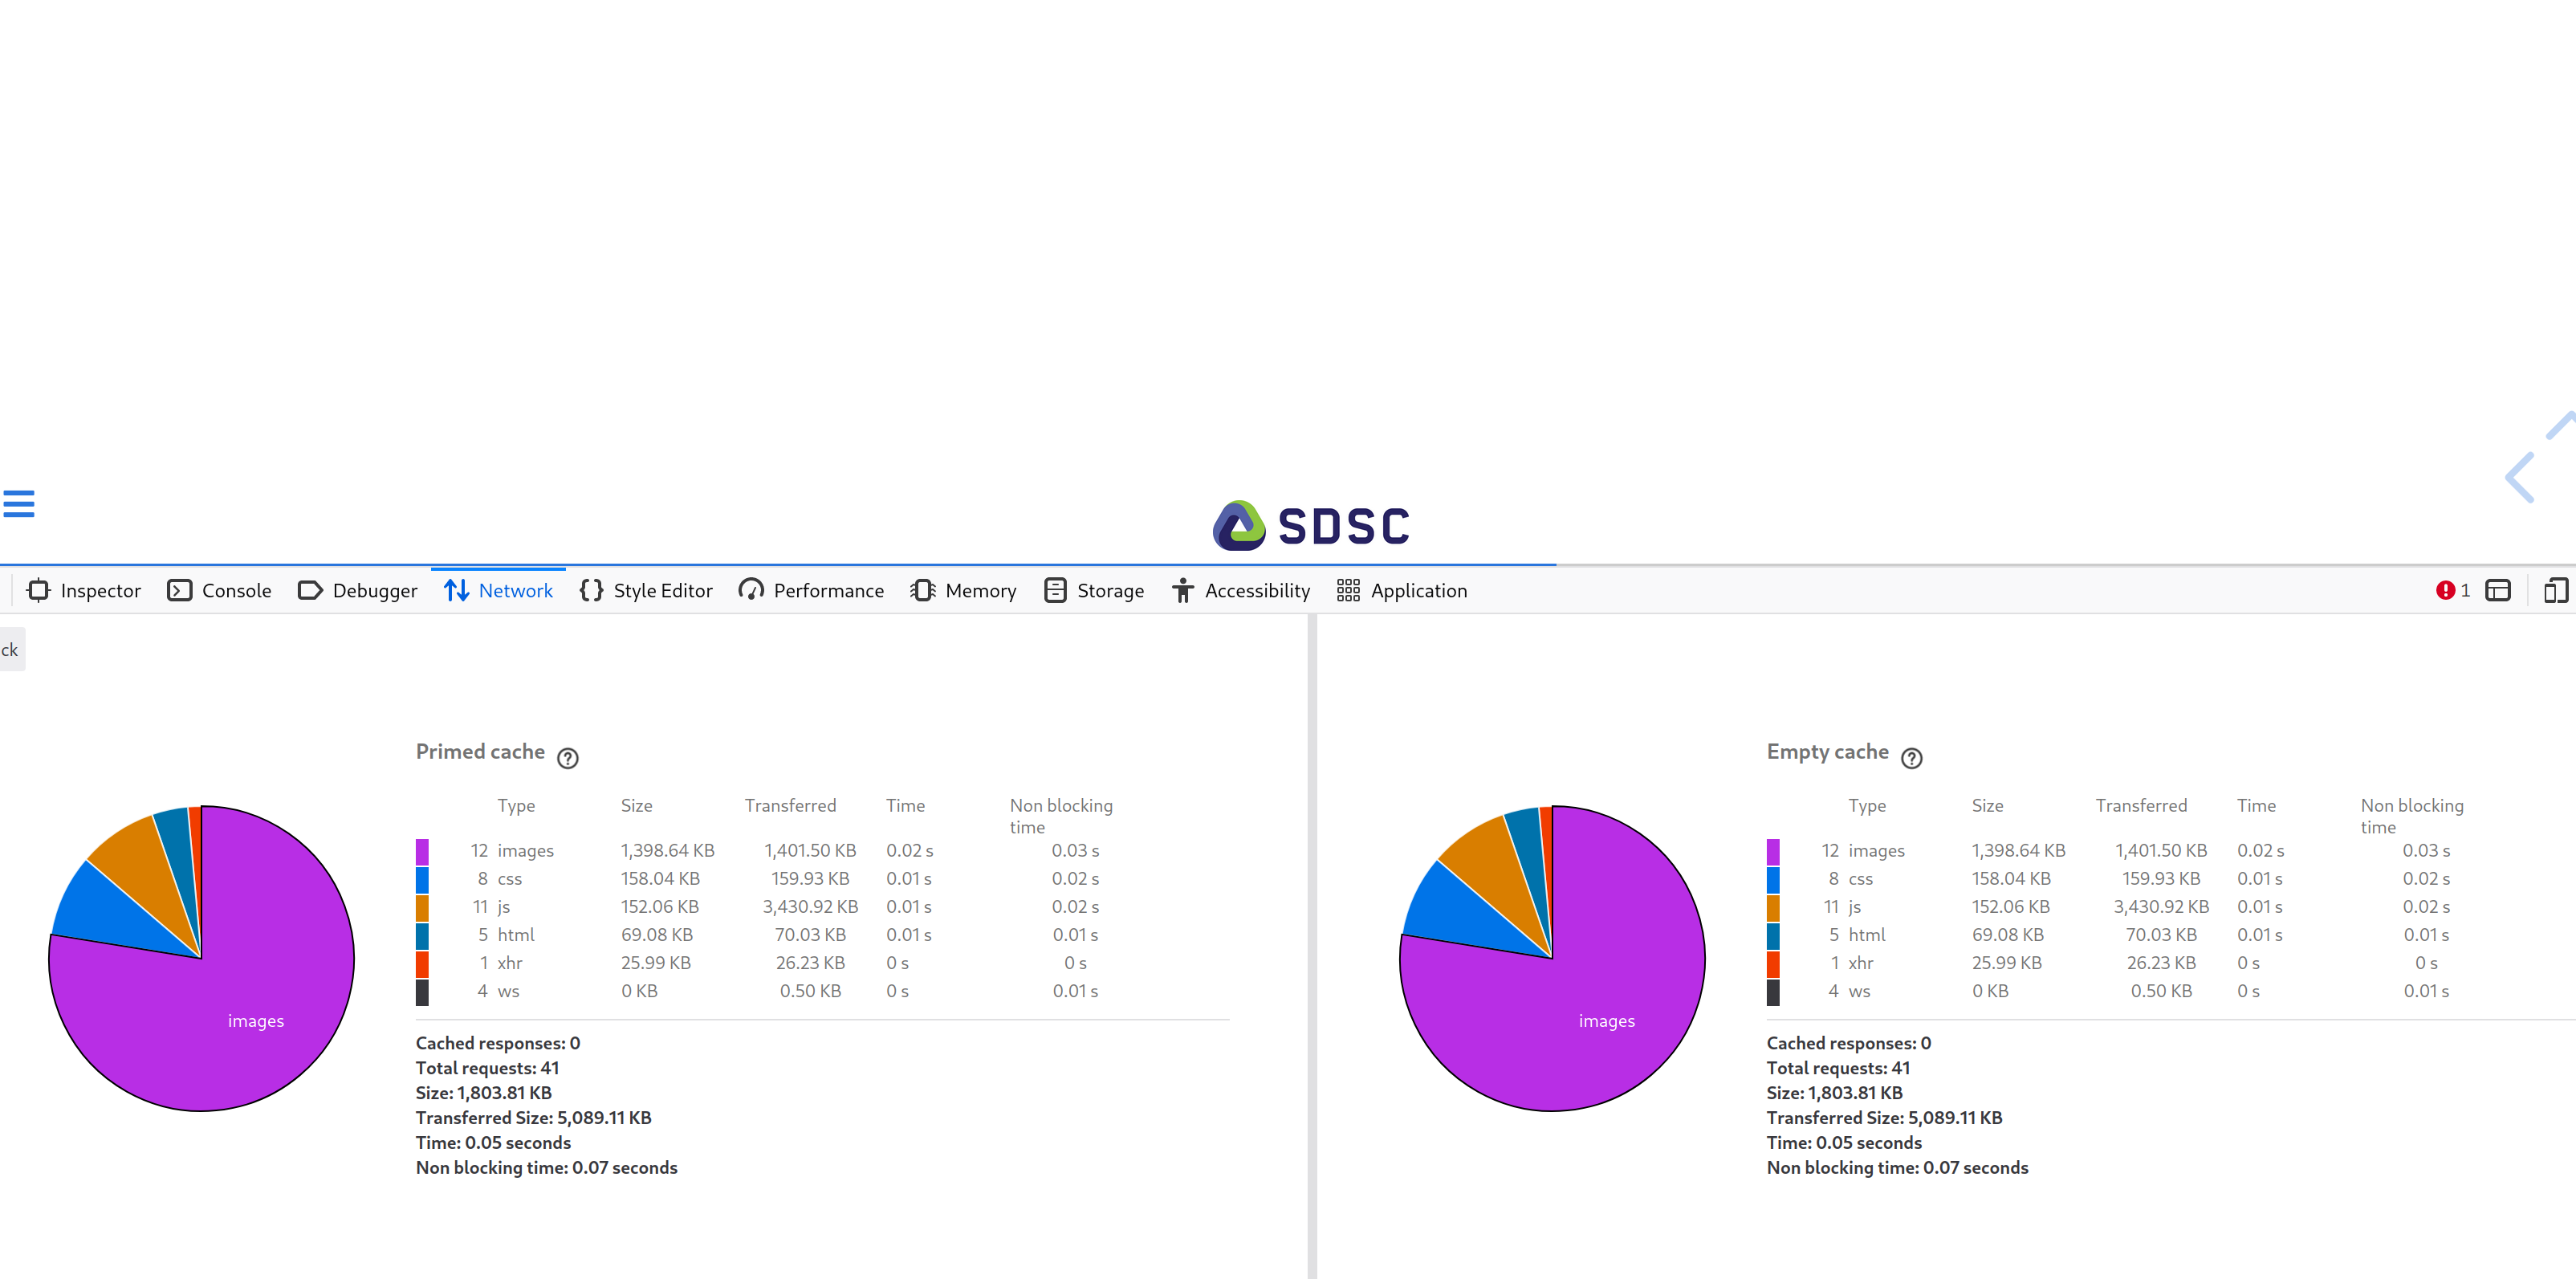 SDSC
Inspector Console Debugger Network Style Editor Performance Memory Storage Accessibility Application 1
ck
Primed cache ?
Type Size Transferred Time Non blocking
time
12 images 1,398.64 KB 1,401.50 KB 0.02 s 0.03 s
8 css 158.04 KB 159.93 KB 0.01 s 0.02 s
11 js 152.06 KB 3,430.92 KB 0.01 s 0.02 s
5 html 69.08 KB 70.03 KB 0.01 s 0.01 s
1 xhr 25.99 KB 26.23 KB 0 s 0 s
4 ws 0 KB 0.50 KB 0 s 0.01 s
images
Cached responses: 0
Total requests: 41
Size: 1,803.81 KB
Transferred Size: 5,089.11 KB
Time: 0.05 seconds
Non blocking time: 0.07 seconds
Empty cache ?
Type Size Transferred Time Non blocking
time
12 images 1,398.64 KB 1,401.50 KB 0.02 s 0.03 s
8 css 158.04 KB 159.93 KB 0.01 s 0.02 s
11 js 152.06 KB 3,430.92 KB 0.01 s 0.02 s
5 html 69.08 KB 70.03 KB 0.01 s 0.01 s
1 xhr 25.99 KB 26.23 KB 0 s 0 s
4 ws 0 KB 0.50 KB 0 s 0.01 s
images
Cached responses: 0
Total requests: 41
Size: 1,803.81 KB
Transferred Size: 5,089.11 KB
Time: 0.05 seconds
Non blocking time: 0.07 seconds